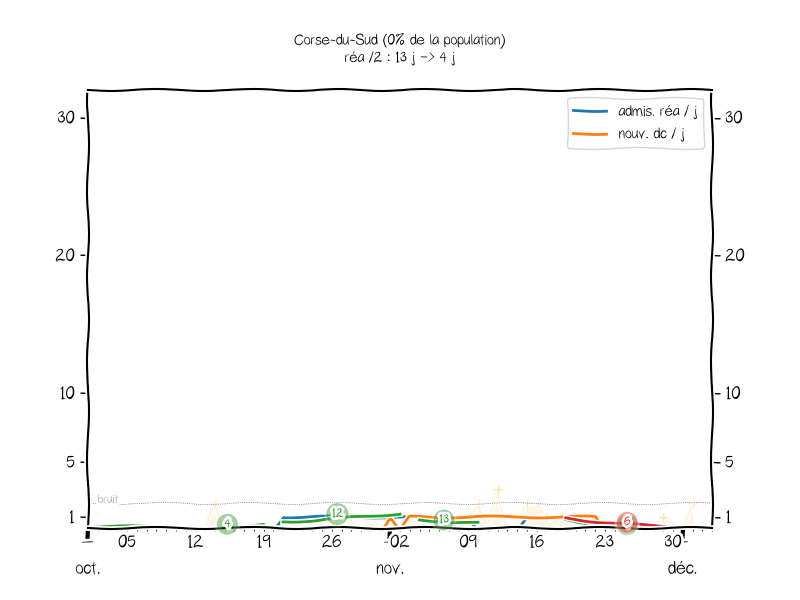 Corse-du-Sud (0% de la population)
réa /2 : 13 j -> 4 j
admis. réa / j
nouv. dc / j
30 30
20 20
10 10
5 5
bruit
1 1
4 12 13 6
05 12 19 26 02 09 16 23 30
oct. nov. déc.